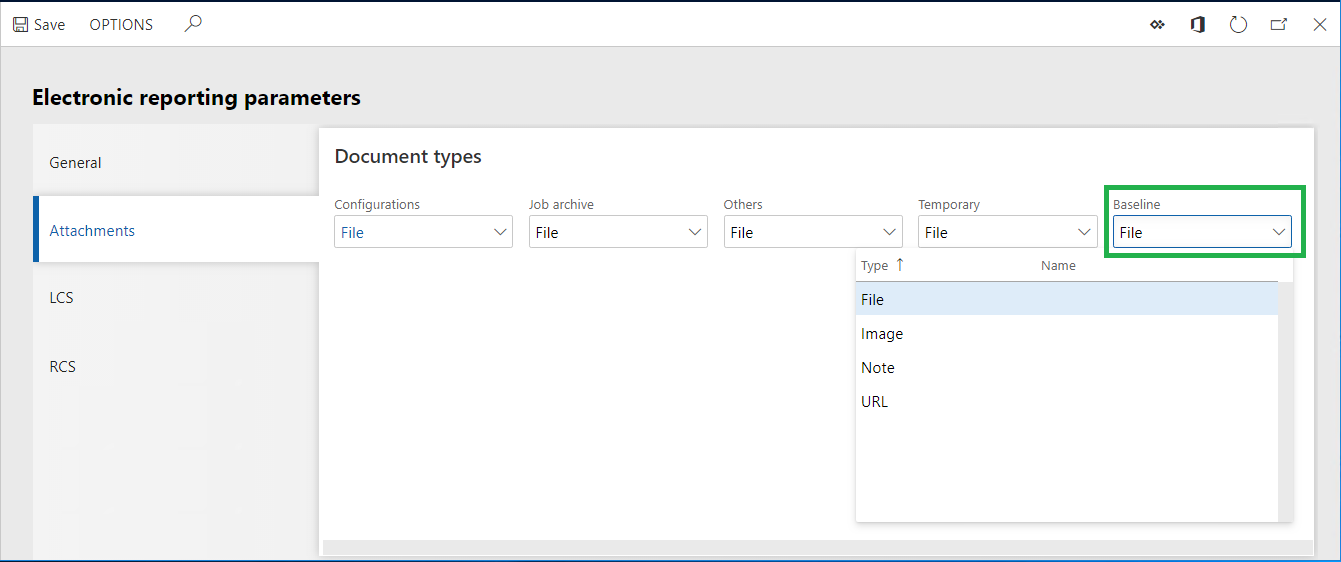 Save OPTIONS
Electronic reporting parameters
General
Attachments
LCS
RCS
Document types
Configurations Job archive Others Temporary Baseline
File File File File File
Type Name
File
Image
Note
URL